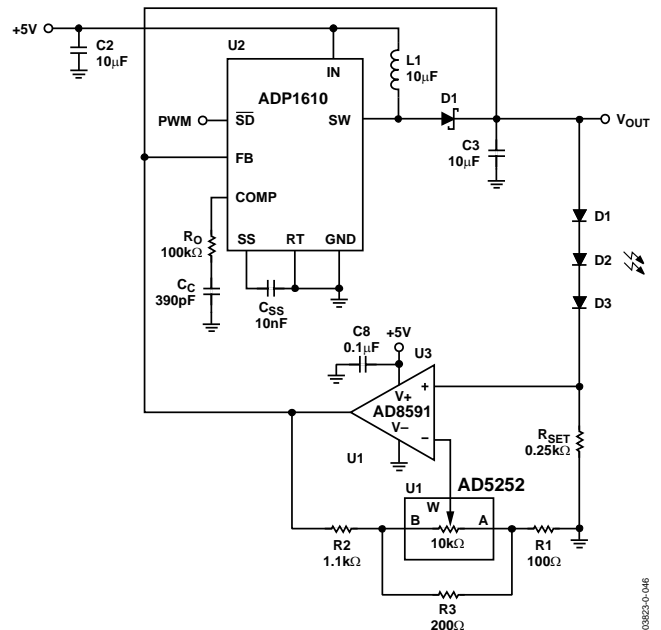 +5V
C2
10μF
U2
IN
L1
10μF
ADP1610
D1
PWM
SD
SW
VOUT
C3
10μF
FB
COMP
RO
100kΩ
SS
RT
GND
D1
D2
D3
CC
390pF
CSS
10nF
C8
0.1μF
+5V
U3
V+
+
AD8591
V–
–
U1
RSET
0.25kΩ
U1
AD5252
W
B
A
10kΩ
R2
1.1kΩ
R1
100Ω
R3
200Ω
03823-0-046